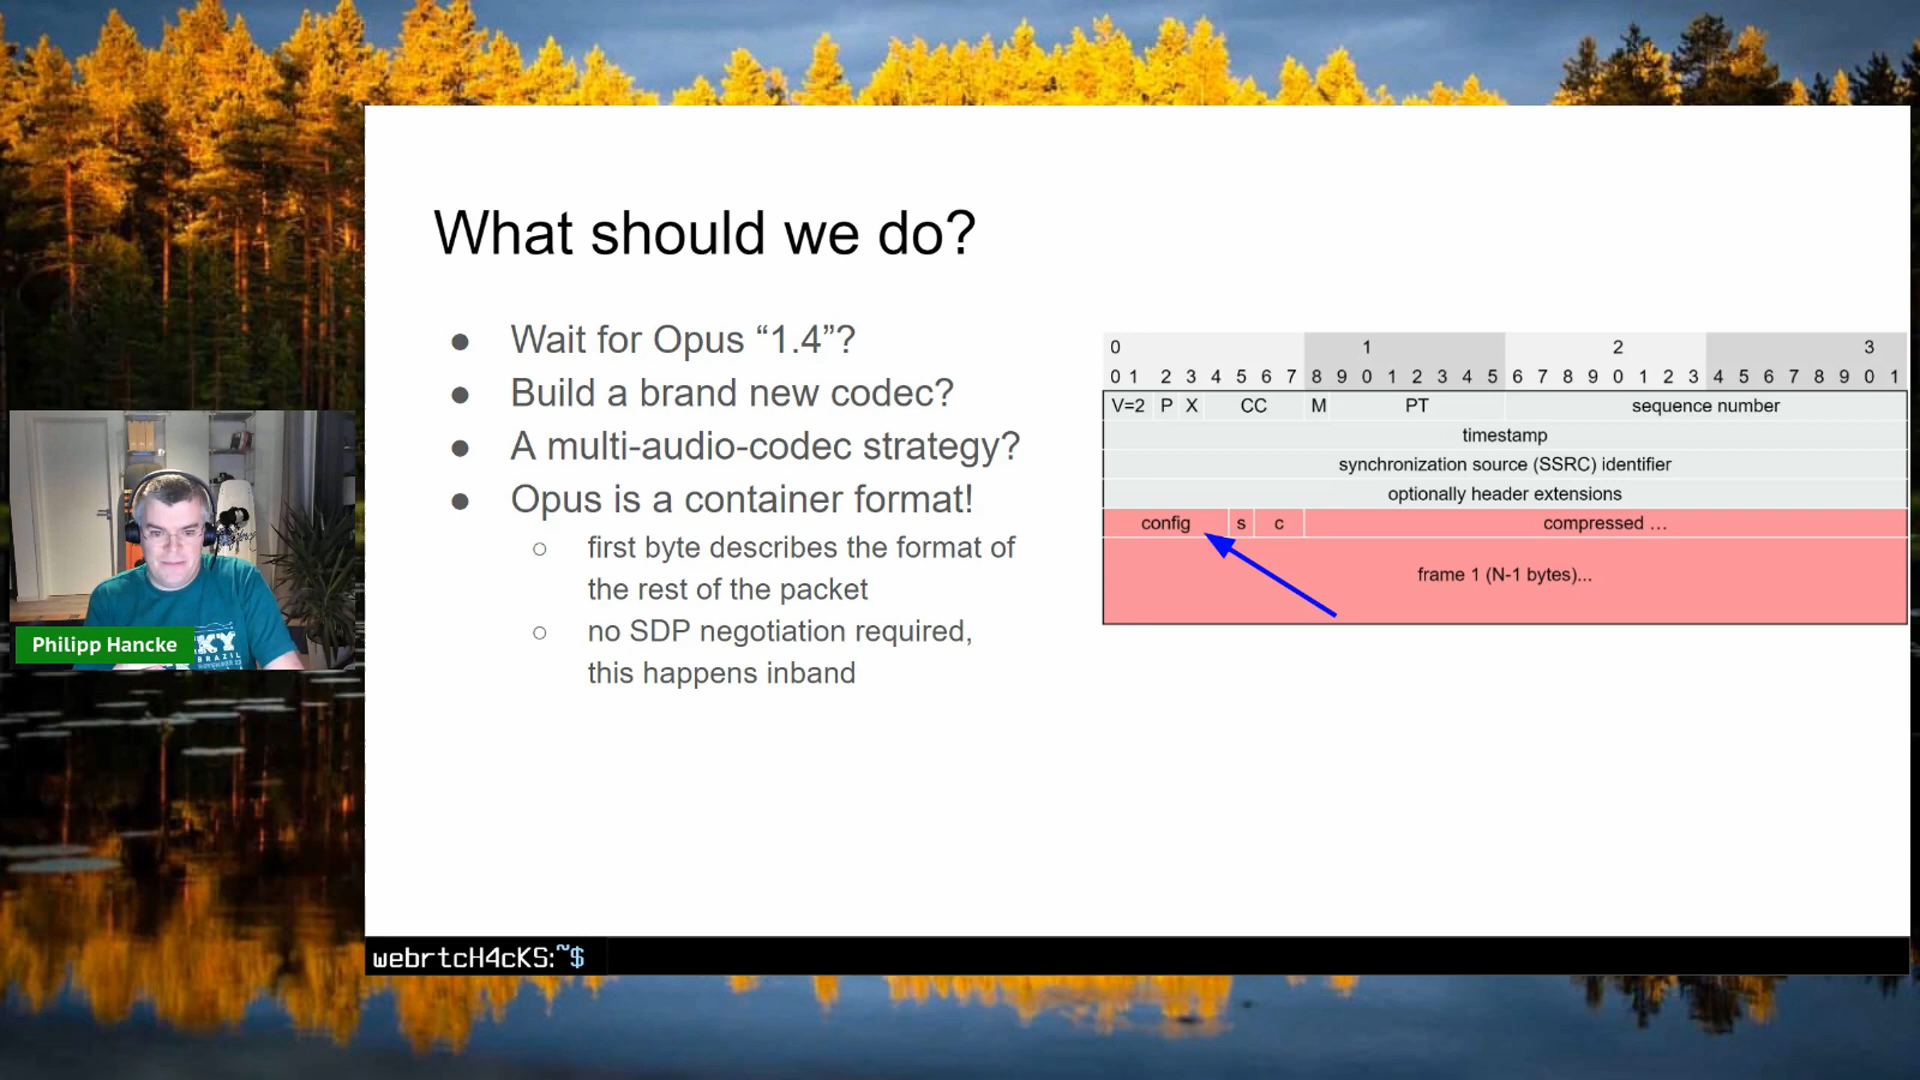 What should we do?
● Wait for Opus “1.4”?
● Build a brand new codec?
● A multi-audio-codec strategy?
● Opus is a container format!
○ first byte describes the format of
the rest of the packet
○ no SDP negotiation required,
this happens inband
0 1 2 3
0 1 2 3 4 5 6 7 8 9 0 1 2 3 4 5 6 7 8 9 0 1 2 3 4 5 6 7 8 9 0 1
V=2 P X CC M PT sequence number
timestamp
synchronization source (SSRC) identifier
optionally header extensions
config s c compressed ...
frame 1 (N-1 bytes)...
KY
BRAZIL
Philipp Hancke
webrtcH4cKS:~$